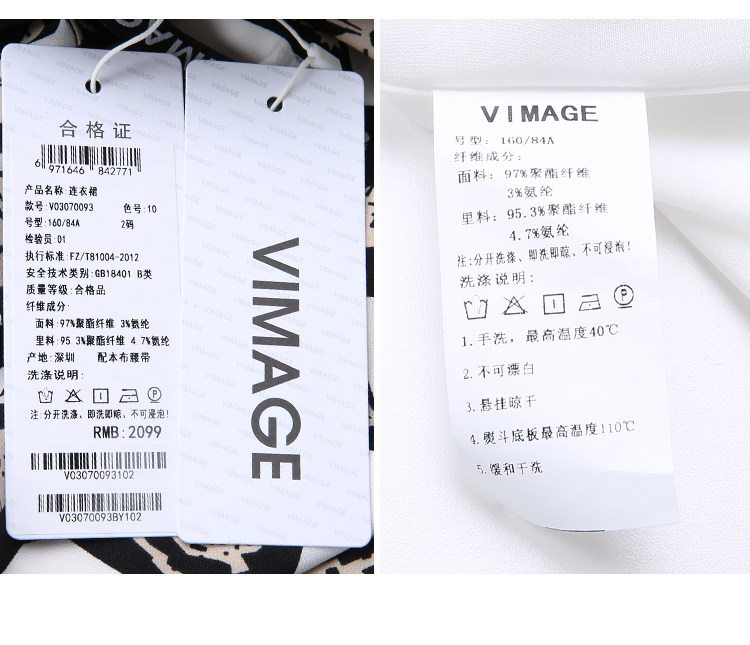 合格证
6 971646 842771
产品名称:连衣裙
款号:V03070093 色号:10
号型:160/84A 2码
检验员:01
执行标准:FZ/T81004-2012
安全技术类别:GB18401 B类
质量等级:合格品
纤维成分:
面料:97%聚酯纤维 3%氨纶
里料:95.3%聚酯纤维 4.7%氨纶
产地:深圳 配本布腰带
洗涤说明:
注:分开洗涤、即洗即晾、不可浸泡!
RMB:2099
V03070093102
V03070093BY102
VIMAGE
VIMAGE
VIMAGE
号型: 160/84A
纤维成分:
面料: 97%聚酯纤维
3%氨纶
里料: 95.3%聚酯纤维
4.7%氨纶
注:分开洗涤、即洗即晾、不可浸泡!
洗涤说明:
P
1.手洗，最高温度40℃
2.不可漂白
3.悬挂晾干
4.熨斗底板最高温度110℃
5.缓和干洗